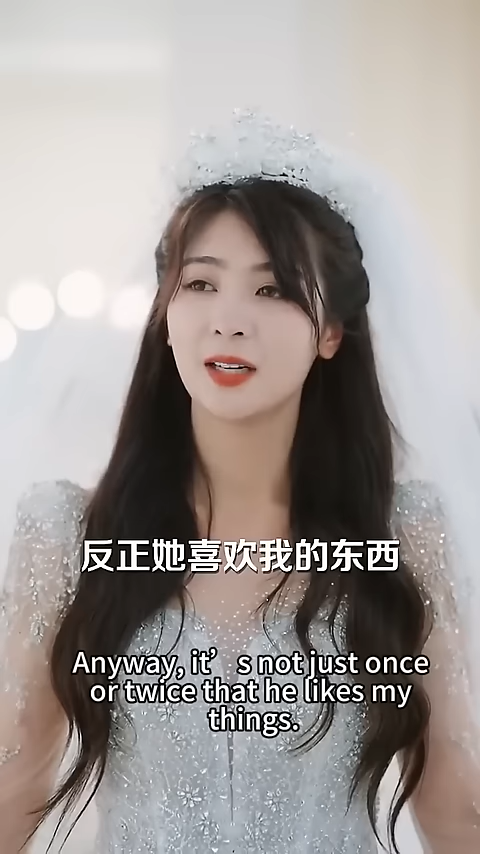 反正她喜欢我的东西
Anyway, it’s not just once
or twice that he likes my
things.